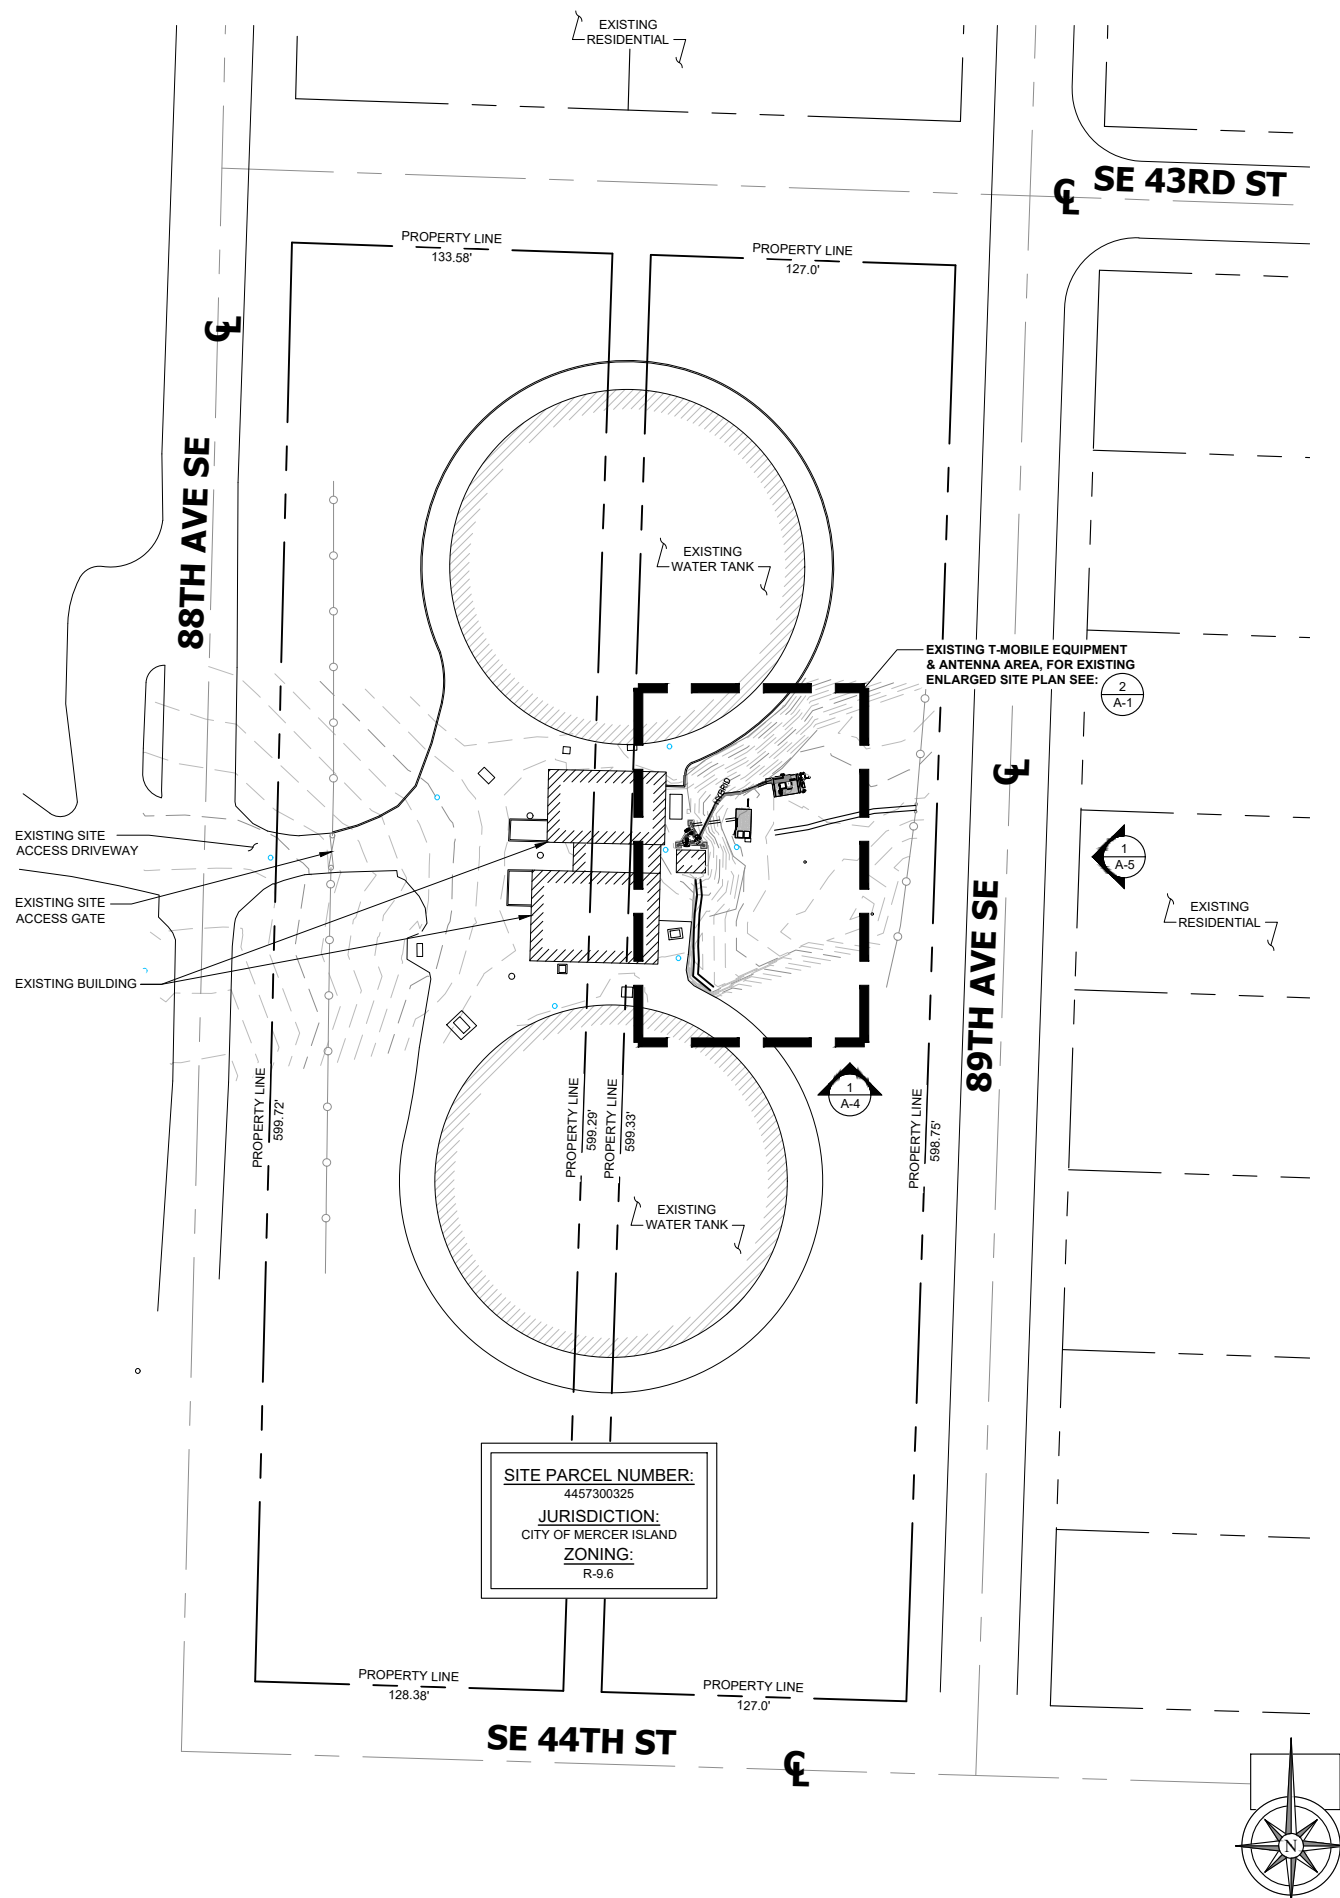 EXISTING
RESIDENTIAL
SE 43RD ST
CL
PROPERTY LINE
133.58'
PROPERTY LINE
127.0'
CL
88TH AVE SE
EXISTING
WATER TANK
EXISTING T-MOBILE EQUIPMENT
& ANTENNA AREA, FOR EXISTING
ENLARGED SITE PLAN SEE:
2
A-1
CL
EXISTING SITE
ACCESS DRIVEWAY
1
A-5
EXISTING SITE
ACCESS GATE
EXISTING
RESIDENTIAL
EXISTING BUILDING
89TH AVE SE
1
A-4
PROPERTY LINE
599.72'
PROPERTY LINE
599.29'
PROPERTY LINE
599.33'
PROPERTY LINE
598.75'
EXISTING
WATER TANK
SITE PARCEL NUMBER:
4457300325
JURISDICTION:
CITY OF MERCER ISLAND
ZONING:
R-9.6
PROPERTY LINE
128.38'
PROPERTY LINE
127.0'
SE 44TH ST
CL
N